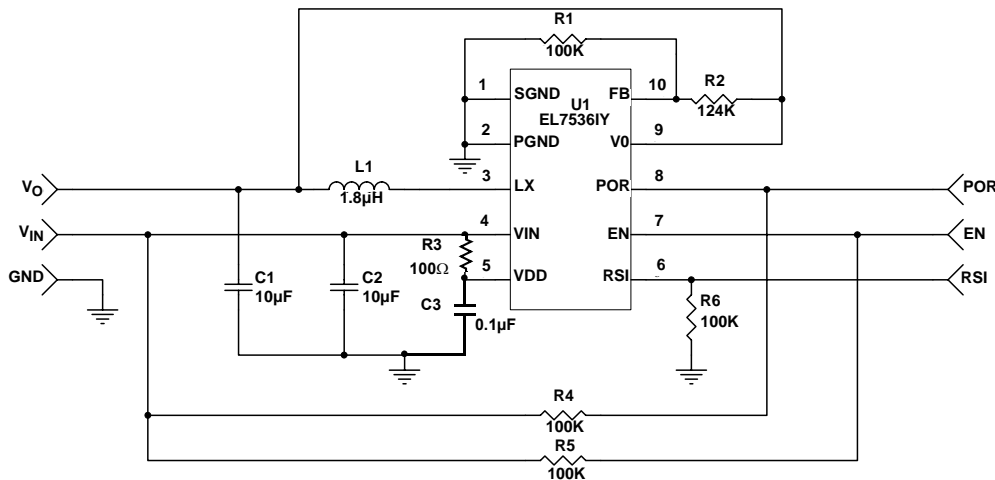 R1
100K
1
SGND
U1
EL7536IY
FB
10
R2
124K
2
PGND
V0
9
L1
1.8µH
VO
3
LX
POR
8
POR
VIN
4
VIN
EN
7
EN
R3
100Ω
GND
5
VDD
RSI
6
RSI
C1
10µF
C2
10µF
C3
0.1µF
R6
100K
R4
100K
R5
100K